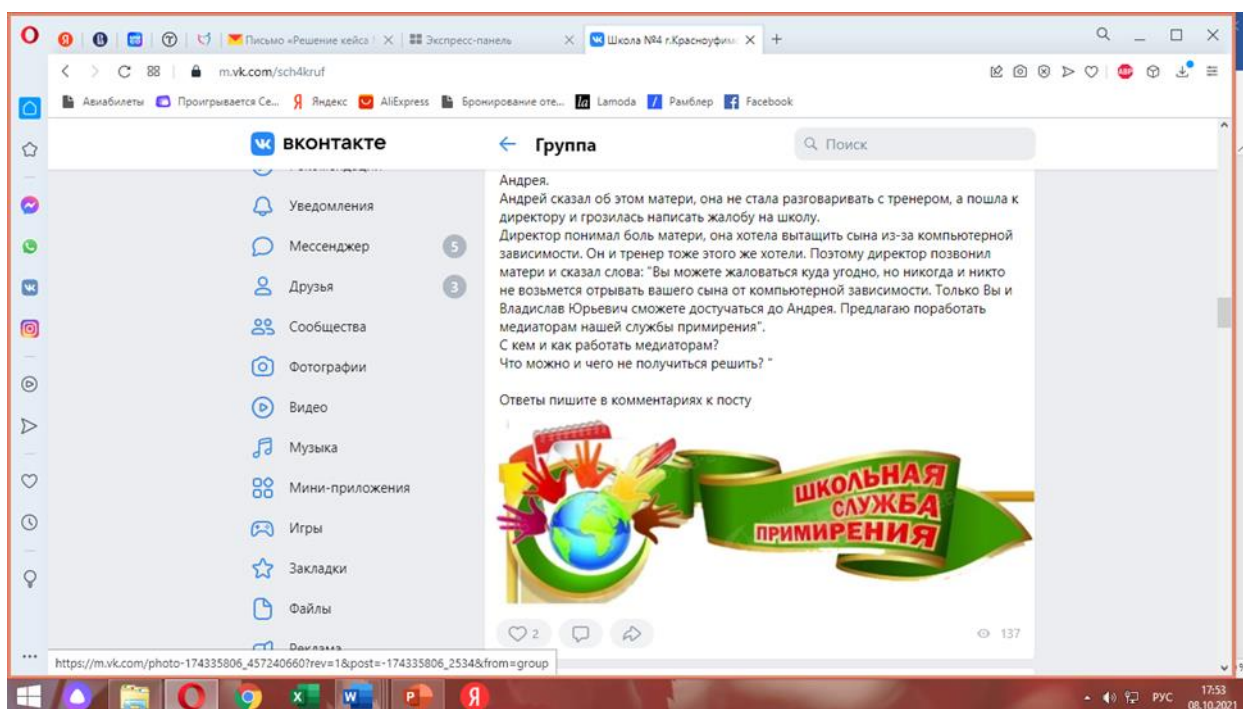 Письмо «Решение кейса
Экспресс-панель
Школа №4 г.Красноуфим
m.vk.com/sch4kruf
ABP
Авиабилеты
Проигрывается Се...
Яндекс
AliExpress
Бронирование оте...
la Lamoda
Рамблер
Facebook
вконтакте
Группа
Поиск
Уведомления
Мессенджер 5
Друзья 3
Сообщества
Фотографии
Видео
Музыка
Мини-приложения
Игры
Закладки
Файлы
Реклама
Андрея.
Андрей сказал об этом матери, она не стала разговаривать с тренером, а пошла к
директору и грозилась написать жалобу на школу.
Директор понимал боль матери, она хотела вытащить сына из-за компьютерной
зависимости. Он и тренер тоже этого же хотели. Поэтому директор позвонил
матери и сказал слова: "Вы можете жаловаться куда угодно, но никогда и никто
не возьмется отрывать вашего сына от компьютерной зависимости. Только Вы и
Владислав Юрьевич сможете достучаться до Андрея. Предлагаю поработать
медиаторам нашей службы примирения".
С кем и как работать медиаторам?
Что можно и чего не получиться решить? "
Ответы пишите в комментариях к посту
ШКОЛЬНАЯ
СЛУЖБА
ПРИМИРЕНИЯ
2
137
https://m.vk.com/photo-174335806_457240660?rev=1&post=-174335806_2534&from=group
РУС
17:53
08.10.2021